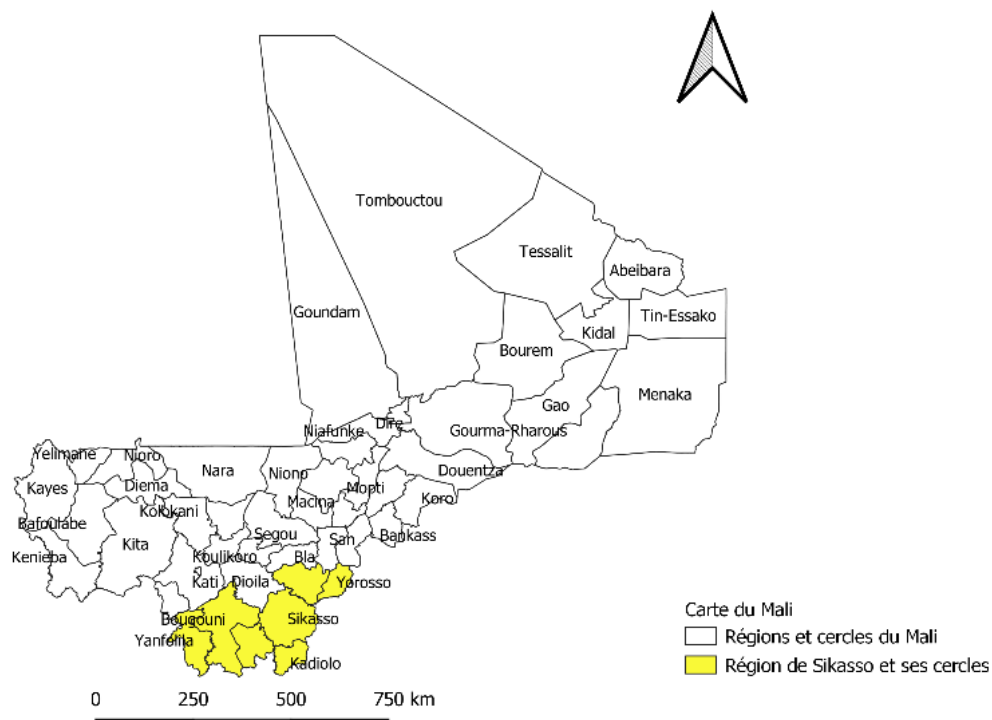 Tombouctou
Tessalit
Abeibara
Goundam
Tin-Essako
Kidal
Bourem
Menaka
Gao
Dire
Niafunke
Gourma-Rharous
Yelimane
Nioro
Nara
Niono
Douentza
Kayes
Diema
Mopti
Koro
Macina
Kolokani
Bafoulabe
Segou
San
Bankass
Kita
Kenieba
Koulikoro
Bla
Kati
Dioila
Yorosso
Bougouni
Sikasso
Yanfolila
Kadiolo
Carte du Mali
Régions et cercles du Mali
Région de Sikasso et ses cercles
0 250 500 750 km